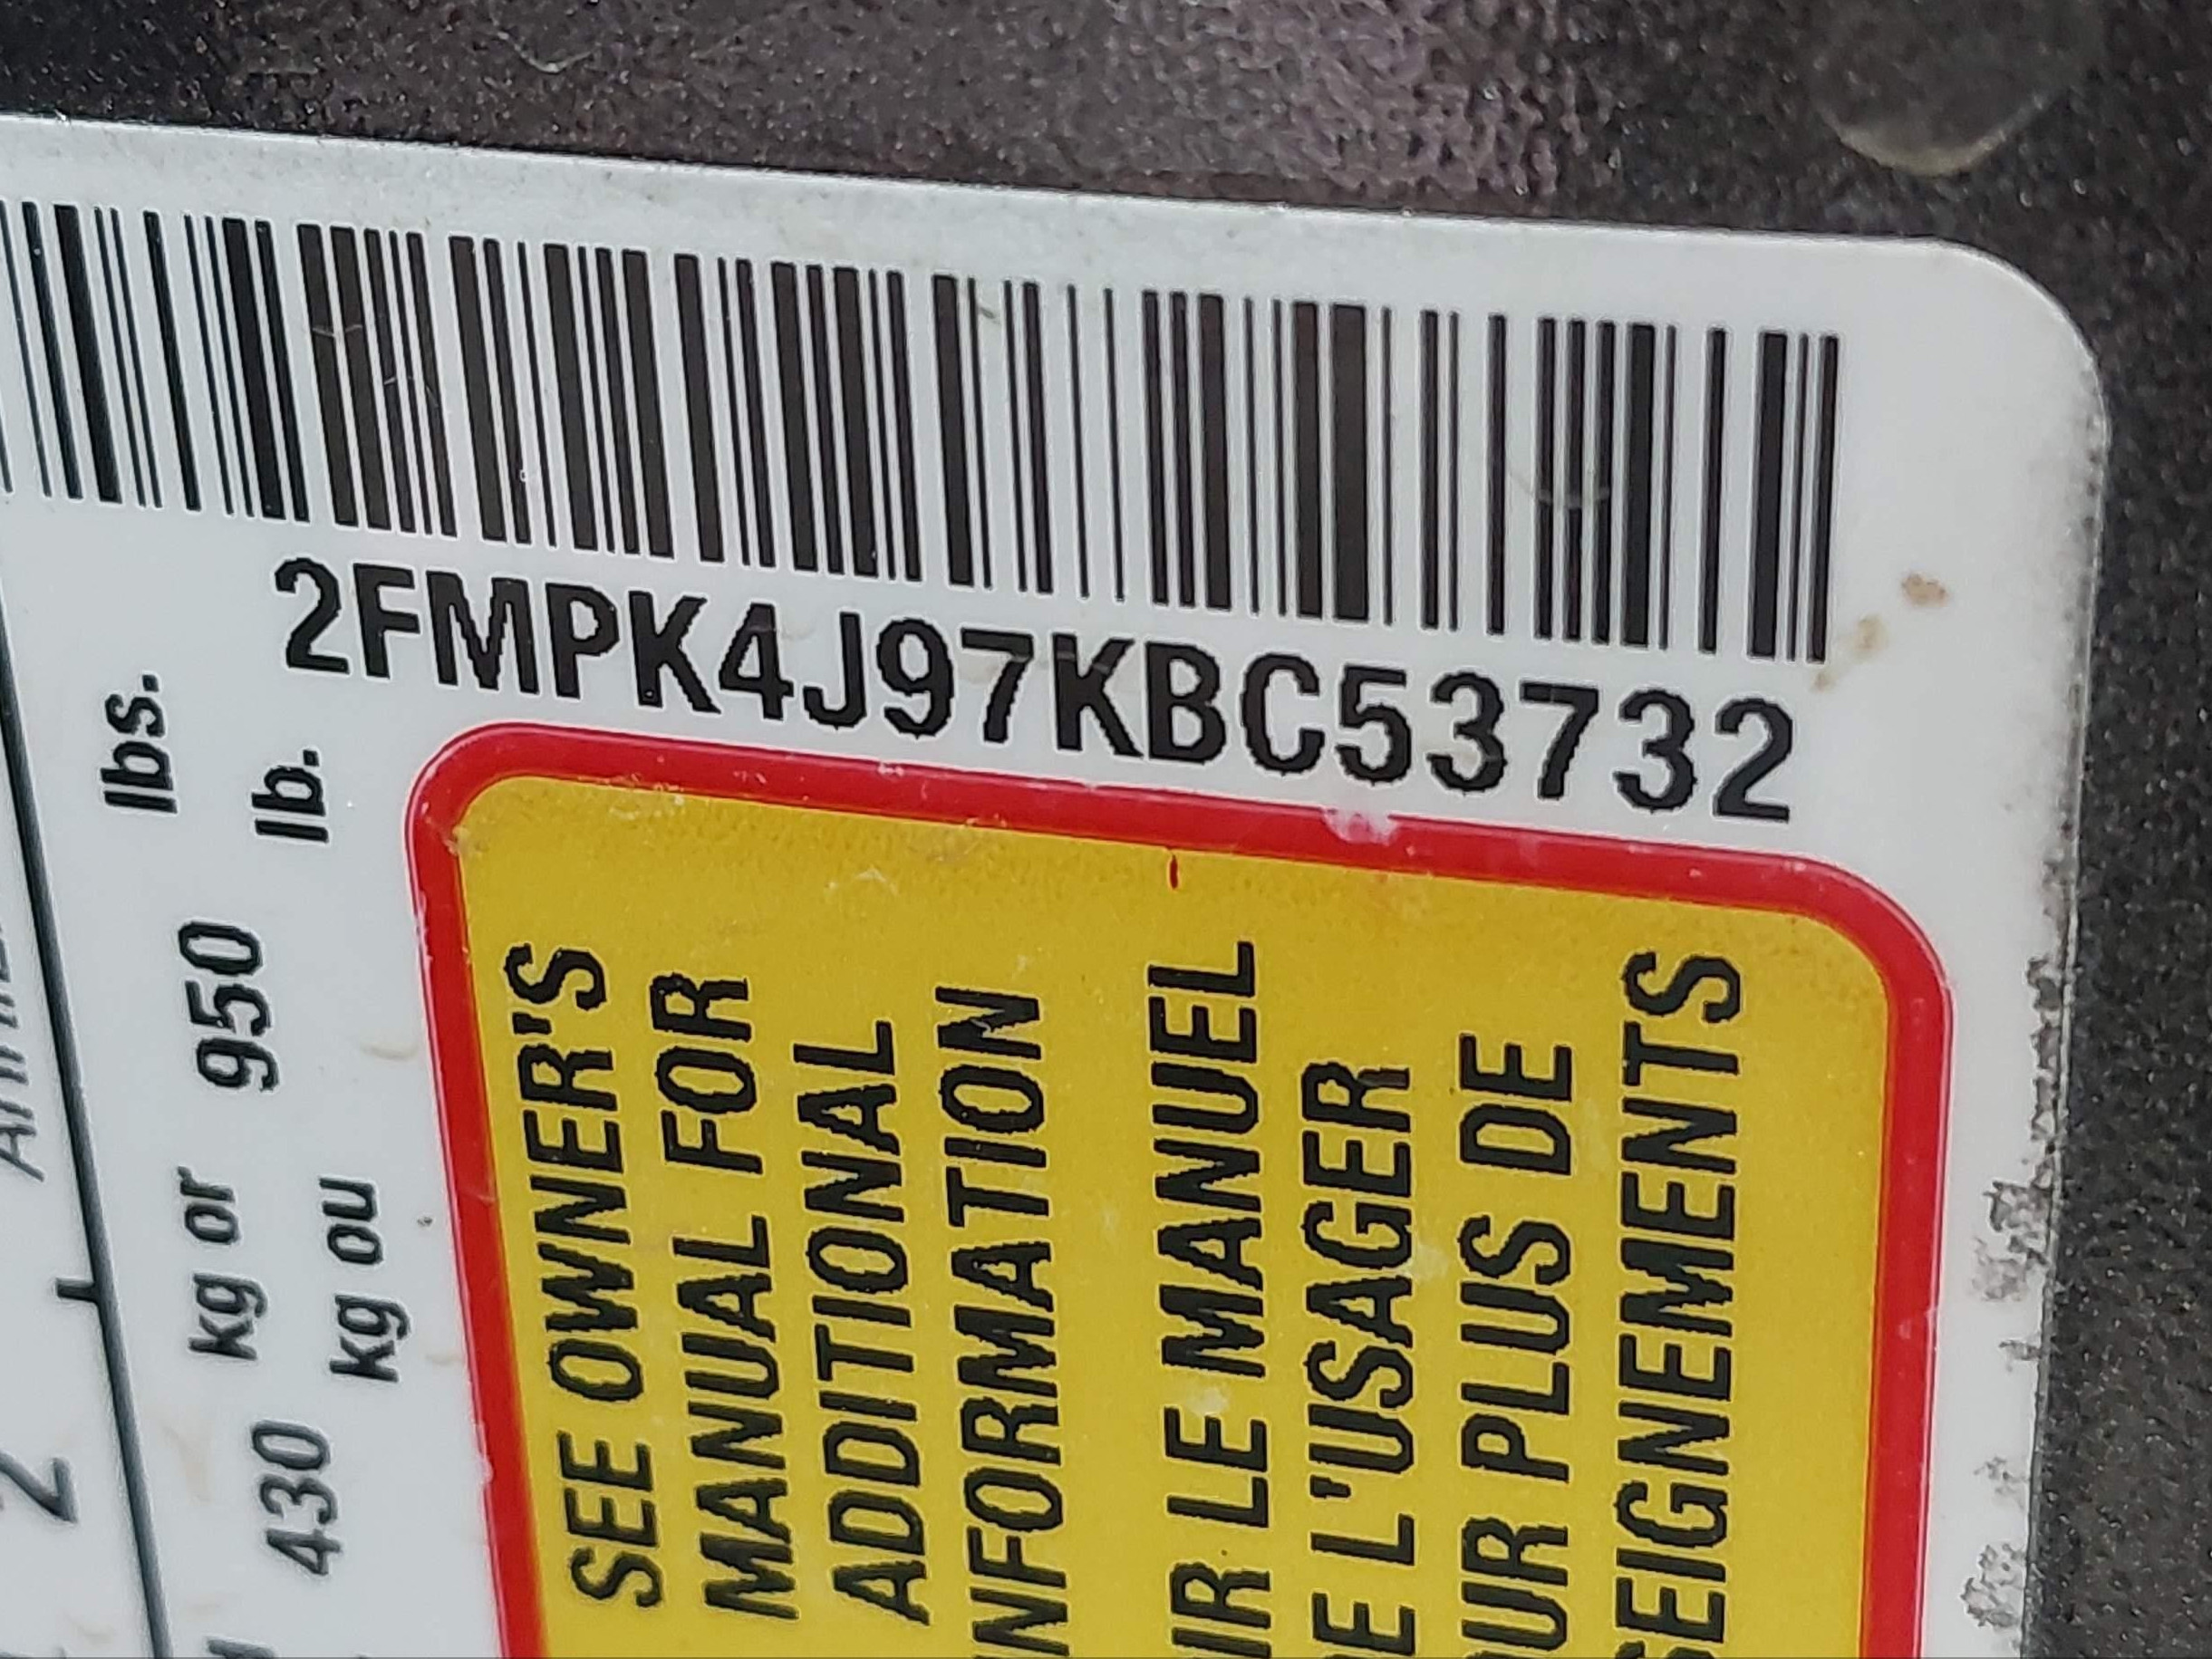 2FMPK4J97KBC53732
430 kg or 950 lbs.
kg ou lb.
2
SEE OWNER'S
MANUAL FOR
ADDITIONAL
INFORMATION
LE MANUEL
L'USAGER
PLUS DE